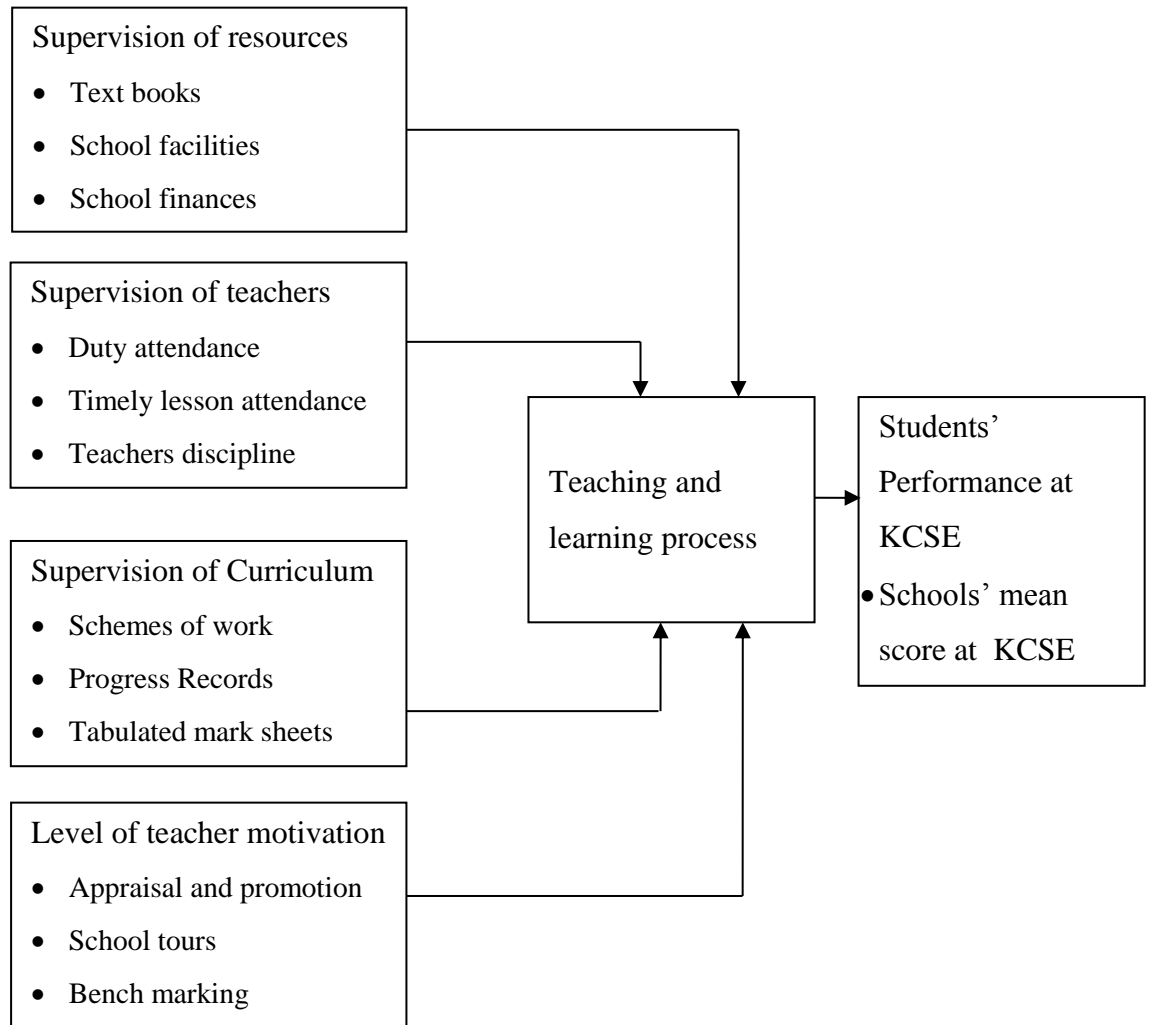 Supervision of resources
• Text books
• School facilities
• School finances
Supervision of teachers
• Duty attendance
• Timely lesson attendance
• Teachers discipline
Supervision of Curriculum
• Schemes of work
• Progress Records
• Tabulated mark sheets
Level of teacher motivation
• Appraisal and promotion
• School tours
• Bench marking
Teaching and
learning process
Students’
Performance at
KCSE
• Schools’ mean
score at KCSE